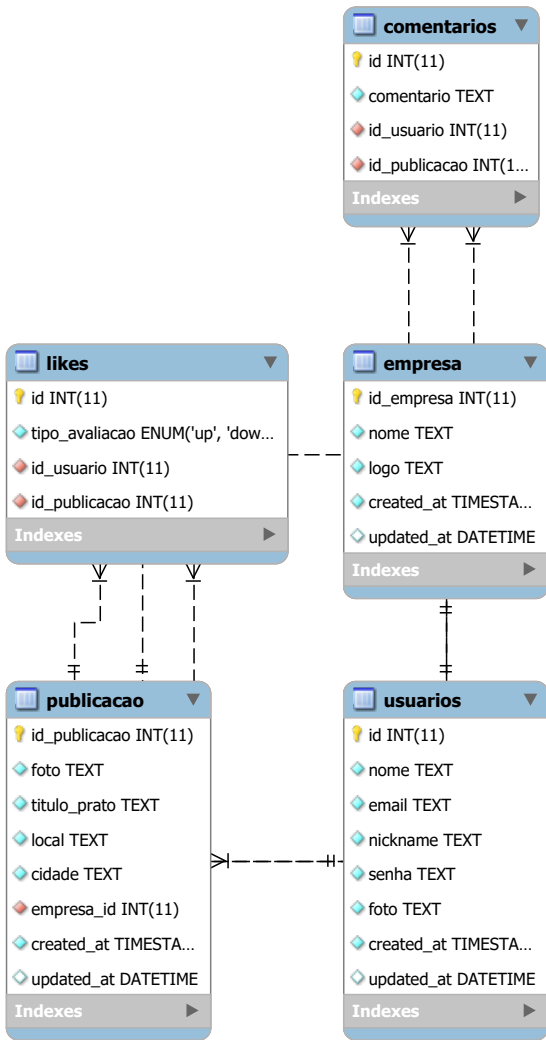 comentarios
id INT(11)
comentario TEXT
id_usuario INT(11)
id_publicacao INT(1...
Indexes
likes
id INT(11)
tipo_avaliacao ENUM('up', 'dow...
id_usuario INT(11)
id_publicacao INT(11)
Indexes
empresa
id_empresa INT(11)
nome TEXT
logo TEXT
created_at TIMESTA...
updated_at DATETIME
Indexes
publicacao
id_publicacao INT(11)
foto TEXT
titulo_prato TEXT
local TEXT
cidade TEXT
empresa_id INT(11)
created_at TIMESTA...
updated_at DATETIME
Indexes
usuarios
id INT(11)
nome TEXT
email TEXT
nickname TEXT
senha TEXT
foto TEXT
created_at TIMESTA...
updated_at DATETIME
Indexes